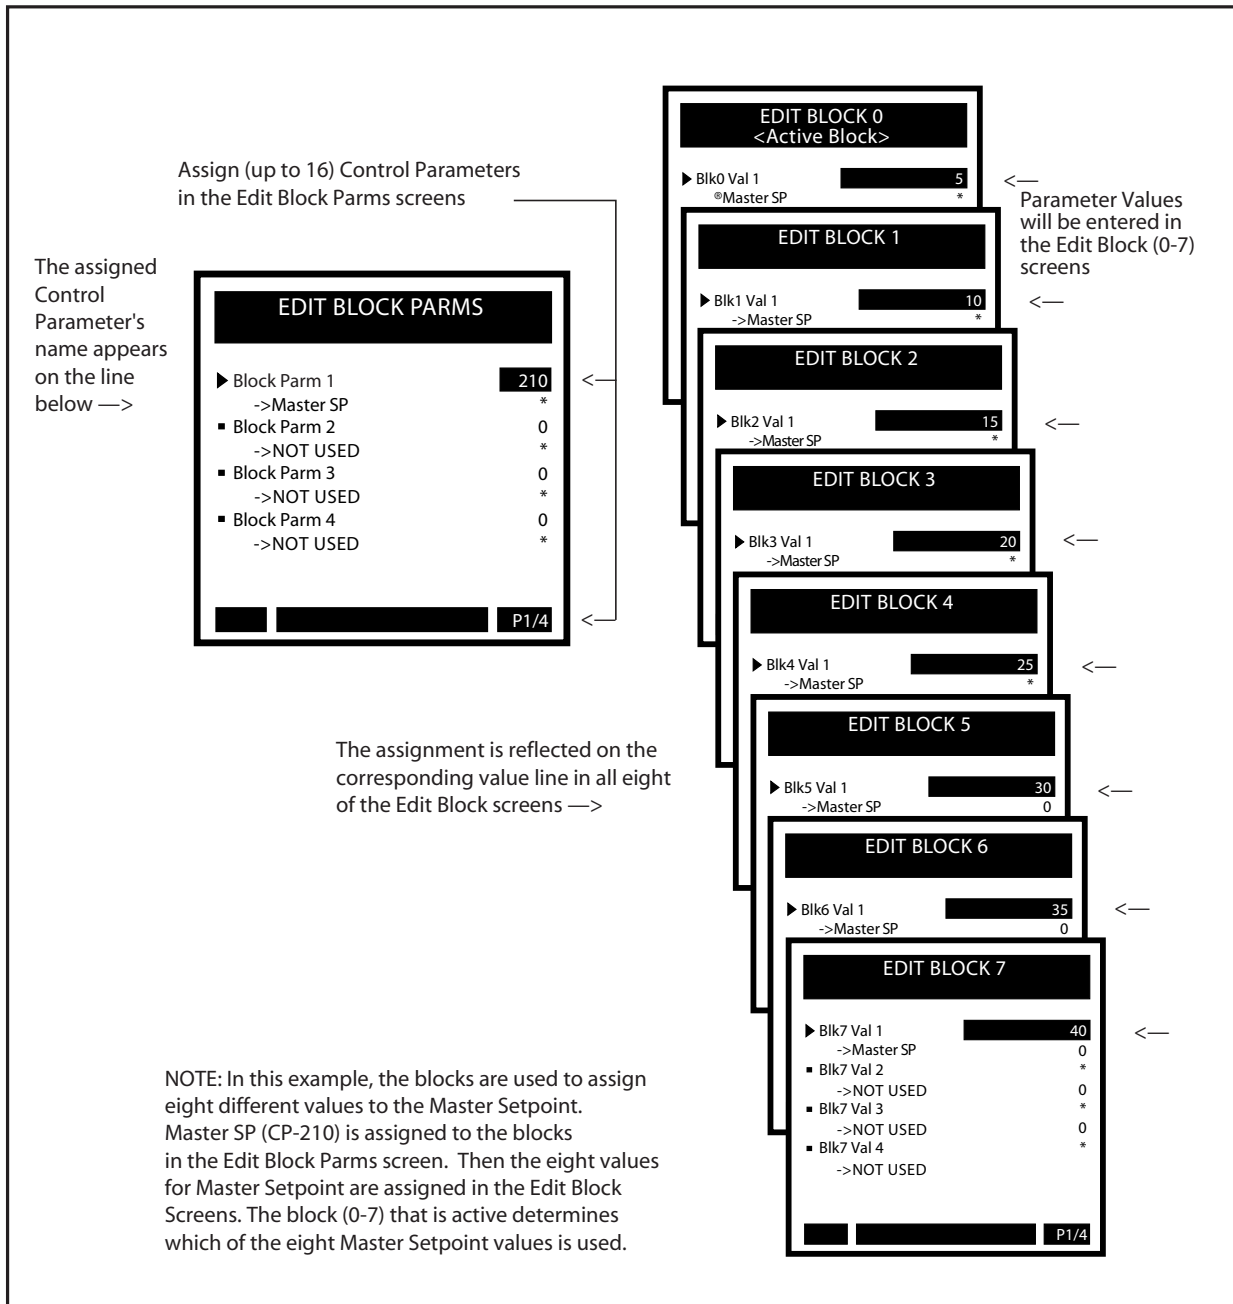 Assign (up to 16) Control Parameters
in the Edit Block Parms screens
The assigned
Control
Parameter's
name appears
on the line
below —>
EDIT BLOCK PARMS
Block Parm 1 210
->Master SP *
Block Parm 2 0
->NOT USED *
Block Parm 3 0
->NOT USED *
Block Parm 4 0
->NOT USED *
P1/4
<—
<—
The assignment is reflected on the
corresponding value line in all eight
of the Edit Block screens —>
NOTE: In this example, the blocks are used to assign
eight different values to the Master Setpoint.
Master SP (CP-210) is assigned to the blocks
in the Edit Block Parms screen. Then the eight values
for Master Setpoint are assigned in the Edit Block
Screens. The block (0-7) that is active determines
which of the eight Master Setpoint values is used.
EDIT BLOCK 0
<Active Block>
Blk0 Val 1 5 <—
®Master SP *
Parameter Values
will be entered in
the Edit Block (0-7)
screens
EDIT BLOCK 1
Blk1 Val 1 10 <—
->Master SP *
EDIT BLOCK 2
Blk2 Val 1 15 <—
->Master SP *
EDIT BLOCK 3
Blk3 Val 1 20 <—
->Master SP *
EDIT BLOCK 4
Blk4 Val 1 25 <—
->Master SP *
EDIT BLOCK 5
Blk5 Val 1 30 <—
->Master SP 0
EDIT BLOCK 6
Blk6 Val 1 35 <—
->Master SP 0
EDIT BLOCK 7
Blk7 Val 1 40 <—
->Master SP 0
Blk7 Val 2 *
->NOT USED 0
Blk7 Val 3 *
->NOT USED 0
Blk7 Val 4 *
->NOT USED
P1/4